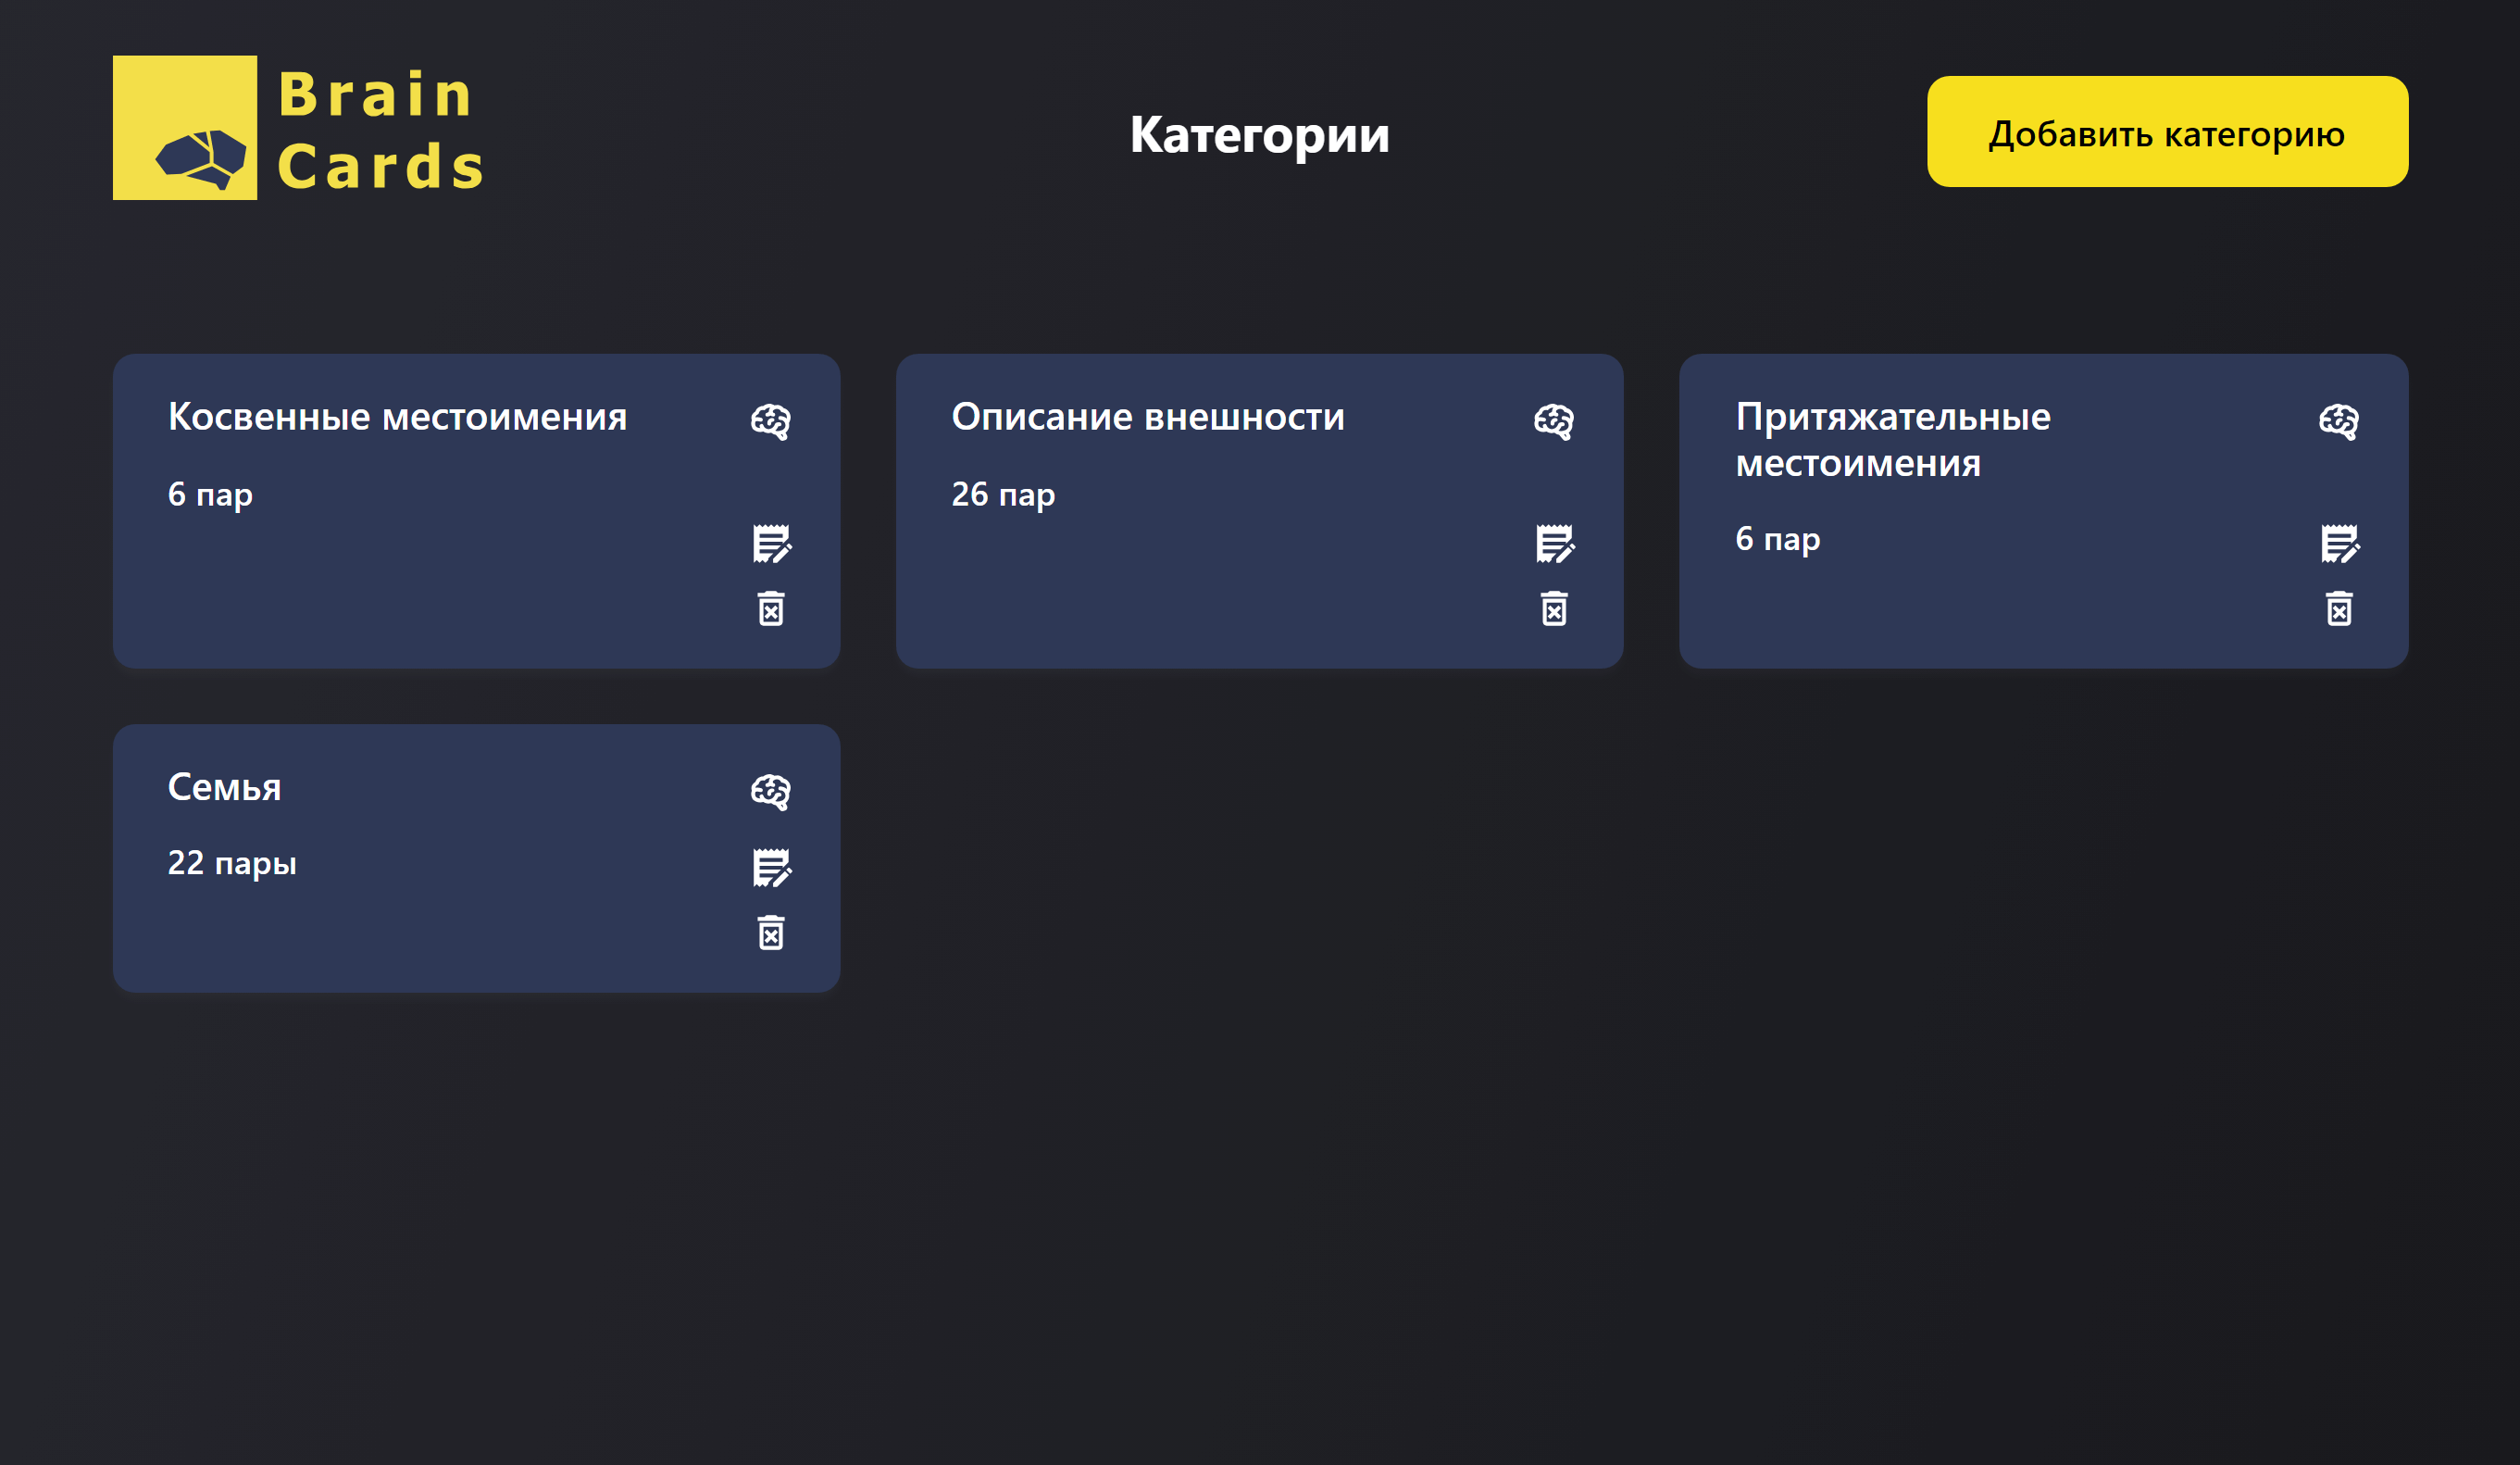 Brain
Cards
Категории
Добавить категорию
Косвенные местоимения
6 пар
Описание внешности
26 пар
Притяжательные
местоимения
6 пар
Семья
22 пары